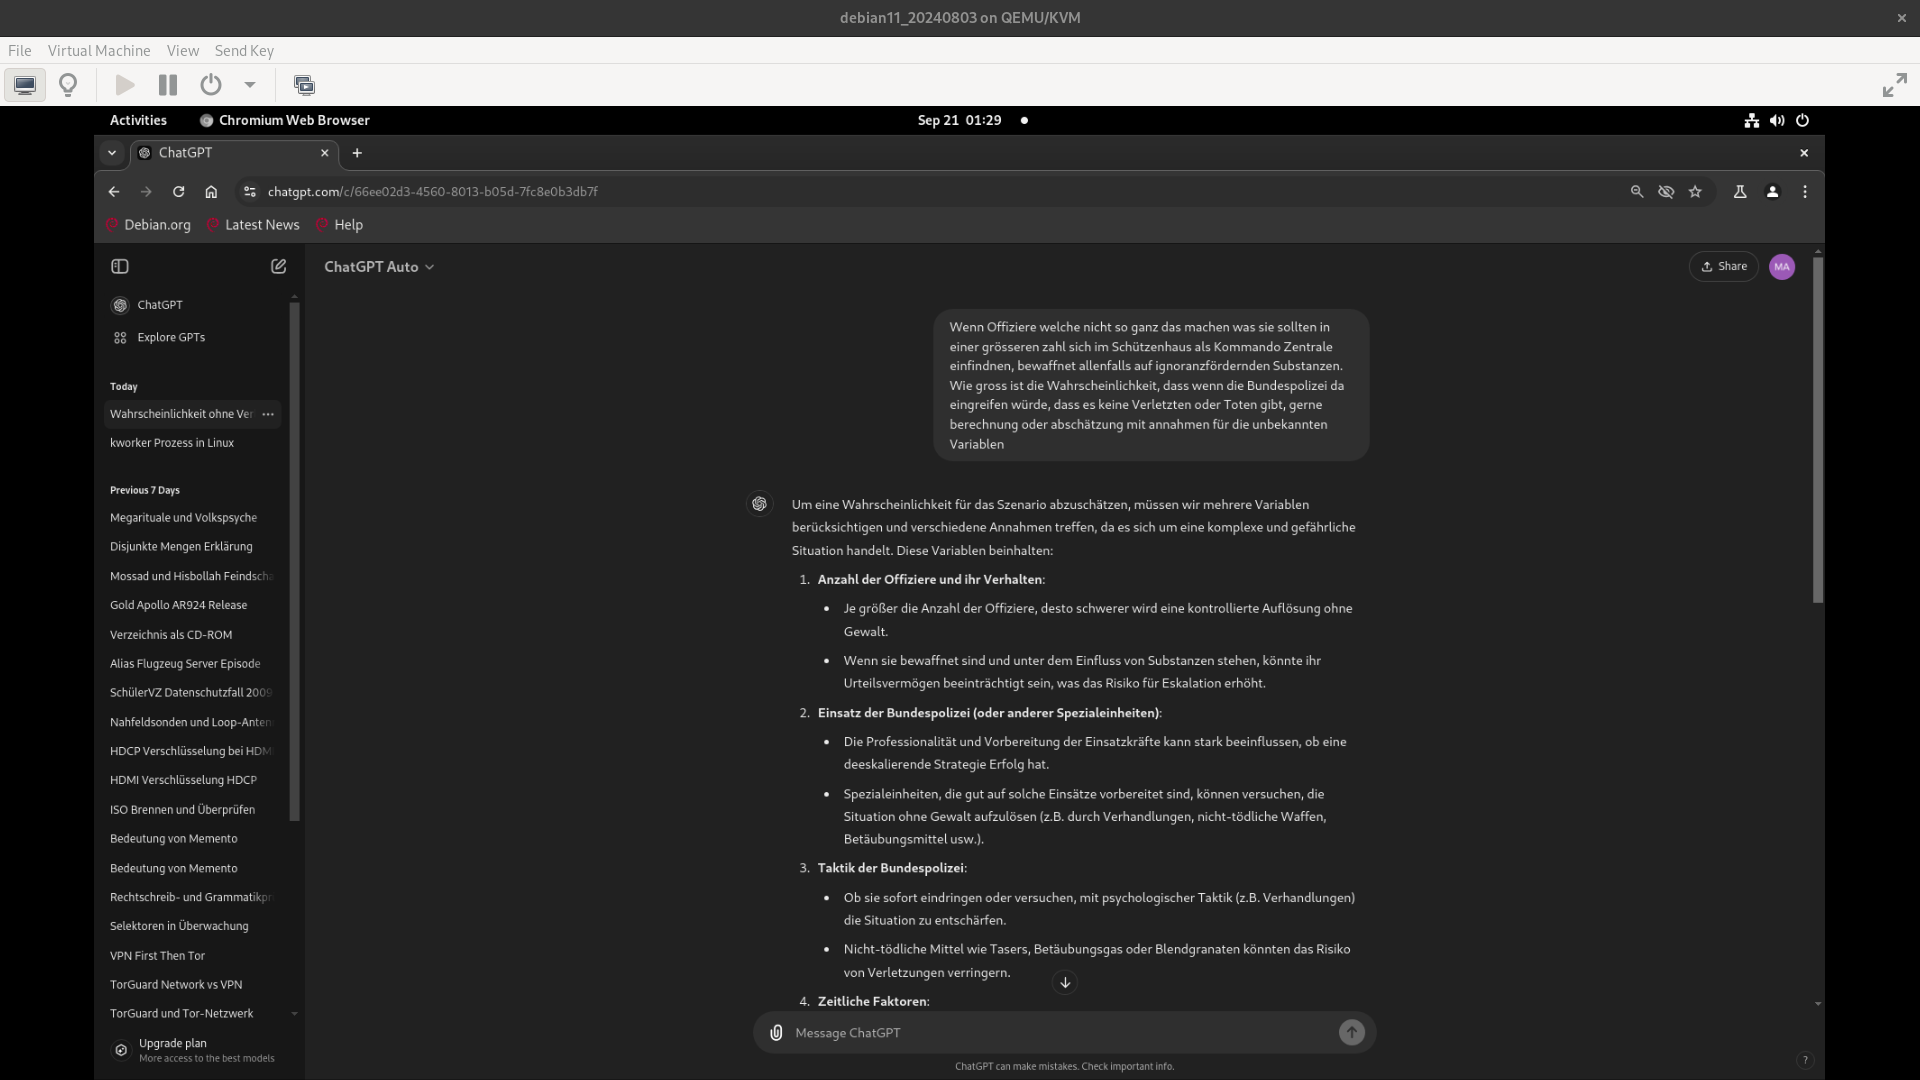 debian11_20240803 on QEMU/KVM
File Virtual Machine View Send Key
Activities Chromium Web Browser Sep 21 01:29
ChatGPT
chatgpt.com/c/66ee02d3-4560-8013-b05d-7fc8e0b3db7f
Debian.org Latest News Help
ChatGPT
Explore GPTs
Today
Wahrscheinlichkeit ohne Ver
kworker Prozess in Linux
Previous 7 Days
Megarituale und Volkspsyche
Disjunkte Mengen Erklärung
Mossad und Hisbollah Feindscha
Gold Apollo AR924 Release
Verzeichnis als CD-ROM
Alias Flugzeug Server Episode
SchülerVZ Datenschutzfall 2009
Nahfeldsonden und Loop-Anten
HDCP Verschlüsselung bei HDM
HDMI Verschlüsselung HDCP
ISO Brennen und Überprüfen
Bedeutung von Memento
Bedeutung von Memento
Rechtschreib- und Grammatikpr
Selektoren in Überwachung
VPN First Then Tor
TorGuard Network vs VPN
TorGuard und Tor-Netzwerk
Upgrade plan
More access to the best models
ChatGPT Auto
Share
MA
Wenn Offiziere welche nicht so ganz das machen was sie sollten in
einer grösseren zahl sich im Schützenhaus als Kommando Zentrale
einfindnen, bewaffnet allenfalls auf ignoranzfördernden Substanzen.
Wie gross ist die Wahrscheinlichkeit, dass wenn die Bundespolizei da
eingreifen würde, dass es keine Verletzten oder Toten gibt, gerne
berechnung oder abschätzung mit annahmen für die unbekannten
Variablen
Um eine Wahrscheinlichkeit für das Szenario abzuschätzen, müssen wir mehrere Variablen
berücksichtigen und verschiedene Annahmen treffen, da es sich um eine komplexe und gefährliche
Situation handelt. Diese Variablen beinhalten:
1. Anzahl der Offiziere und ihr Verhalten:
• Je größer die Anzahl der Offiziere, desto schwerer wird eine kontrollierte Auflösung ohne
Gewalt.
• Wenn sie bewaffnet sind und unter dem Einfluss von Substanzen stehen, könnte ihr
Urteilsvermögen beeinträchtigt sein, was das Risiko für Eskalation erhöht.
2. Einsatz der Bundespolizei (oder anderer Spezialeinheiten):
• Die Professionalität und Vorbereitung der Einsatzkräfte kann stark beeinflussen, ob eine
deeskalierende Strategie Erfolg hat.
• Spezialeinheiten, die gut auf solche Einsätze vorbereitet sind, können versuchen, die
Situation ohne Gewalt aufzulösen (z.B. durch Verhandlungen, nicht-tödliche Waffen,
Betäubungsmittel usw.).
3. Taktik der Bundespolizei:
• Ob sie sofort eindringen oder versuchen, mit psychologischer Taktik (z.B. Verhandlungen)
die Situation zu entschärfen.
• Nicht-tödliche Mittel wie Tasers, Betäubungsgas oder Blendgranaten könnten das Risiko
von Verletzungen verringern.
4. Zeitliche Faktoren:
Message ChatGPT
ChatGPT can make mistakes. Check important info.
?